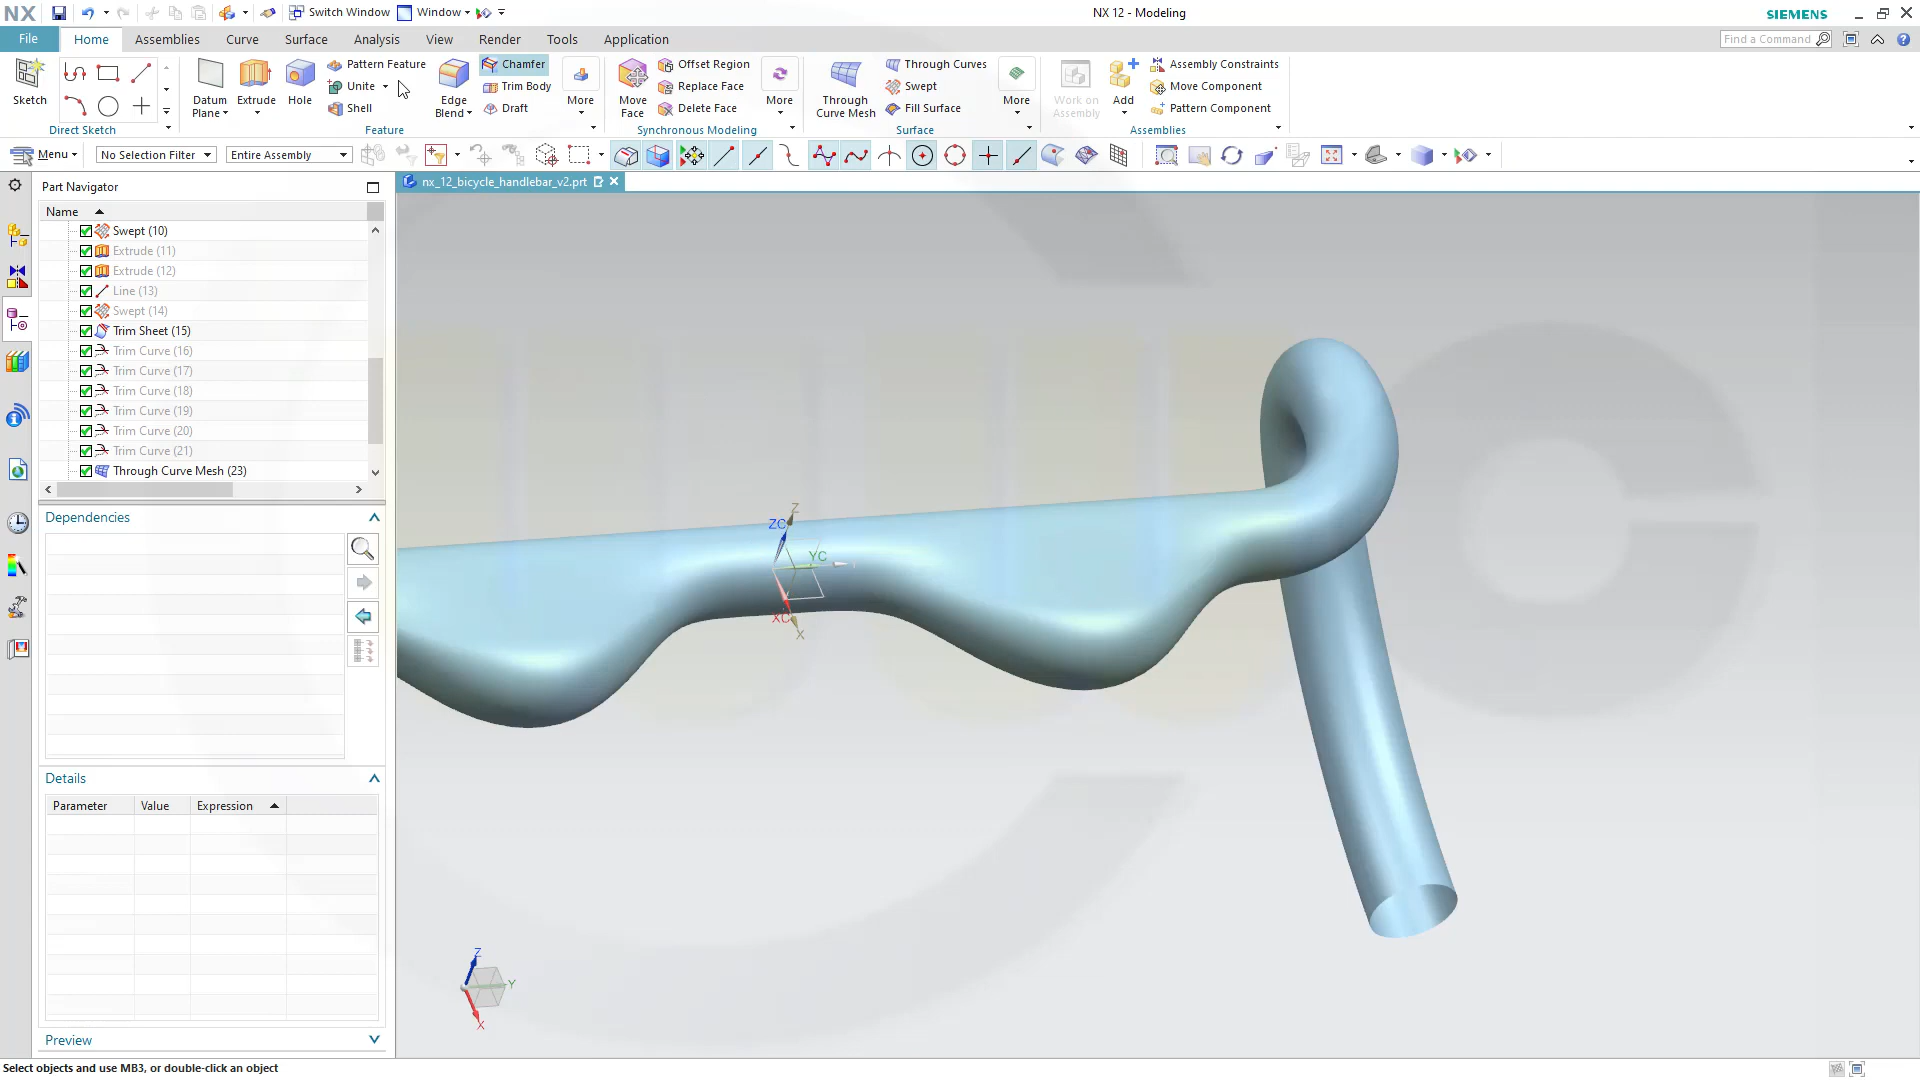 NX
Switch Window
Window
NX 12 - Modeling
SIEMENS
File
Home
Assemblies
Curve
Surface
Analysis
View
Render
Tools
Application
Find a Command
Sketch
Direct Sketch
Datum
Plane
Extrude
Hole
Pattern Feature
Unite
Shell
Edge
Blend
Chamfer
Trim Body
Draft
More
Feature
Move
Face
Offset Region
Replace Face
Delete Face
More
Synchronous Modeling
Through
Curve Mesh
Through Curves
Swept
Fill Surface
More
Surface
Work on
Assembly
Add
Assembly Constraints
Move Component
Pattern Component
Assemblies
Menu
No Selection Filter
Entire Assembly
Part Navigator
nx_12_bicycle_handlebar_v2.prt
Name
Swept (10)
Extrude (11)
Extrude (12)
Line (13)
Swept (14)
Trim Sheet (15)
Trim Curve (16)
Trim Curve (17)
Trim Curve (18)
Trim Curve (19)
Trim Curve (20)
Trim Curve (21)
Through Curve Mesh (23)
Dependencies
Details
Parameter
Value
Expression
Preview
Z
ZC
YC
XC
X
Z
Y
X
Select objects and use MB3, or double-click an object